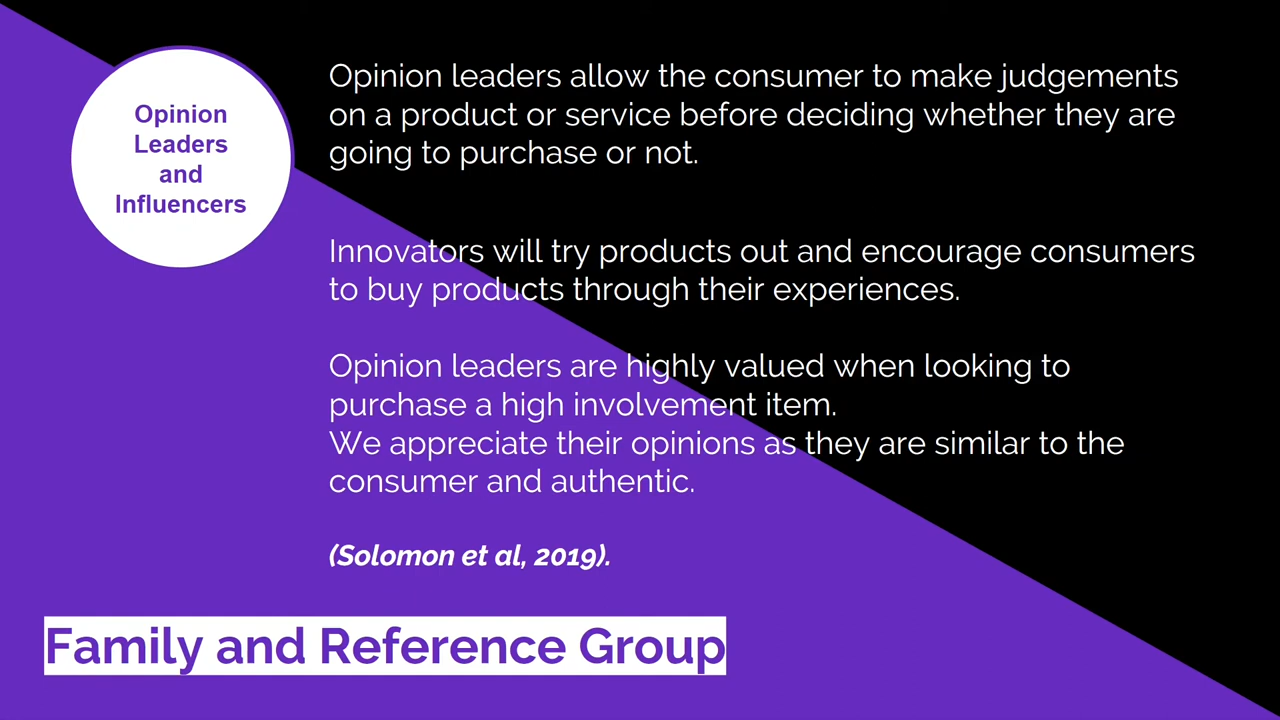 Opinion
Leaders
and
Influencers
Opinion leaders allow the consumer to make judgements
on a product or service before deciding whether they are
going to purchase or not.
Innovators will try products out and encourage consumers
to buy products through their experiences.
Opinion leaders are highly valued when looking to
purchase a high involvement item.
We appreciate their opinions as they are similar to the
consumer and authentic.
(Solomon et al, 2019).
Family and Reference Group